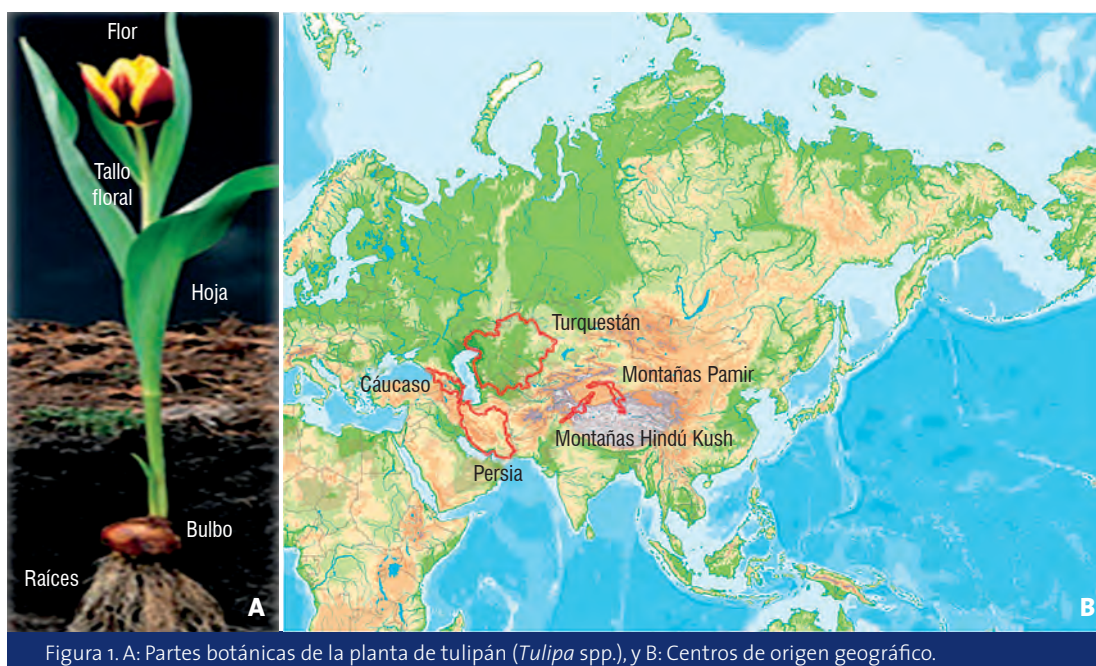 Flor
Tallo
floral
Hoja
Bulbo
Raíces
A
Turquestán
Cáucaso
Montañas Pamir
Montañas Hindú Kush
Persia
B
Figura 1. A: Partes botánicas de la planta de tulipán (Tulipa spp.), y B: Centros de origen geográfico.